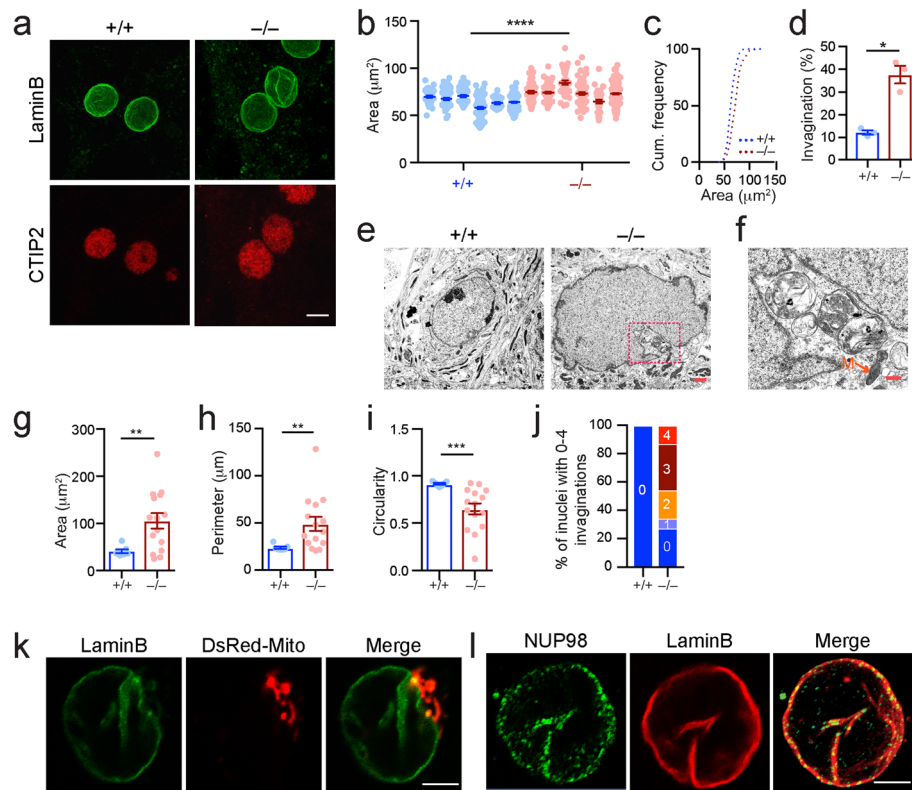 a
+/+
–/–
LaminB
CTIP2
b
****
Area (μm²)
150
100
50
0
+/+
–/–
c
Cum. frequency
100
50
0
+/+
–/–
0 50 100 150
Area (μm²)
d
*
Invagination (%)
50
40
30
20
10
0
+/+
–/–
e
+/+
–/–
f
M
g
**
Area (μm²)
300
200
100
0
+/+
–/–
h
**
Perimeter (μm)
150
100
50
0
+/+
–/–
i
***
Circularity
1.5
1.0
0.5
0.0
+/+
–/–
j
% of inuclei with 0-4
invaginations
100
80
60
40
20
0
0
4
3
2
1
0
+/+
–/–
k
LaminB
DsRed-Mito
Merge
l
NUP98
LaminB
Merge